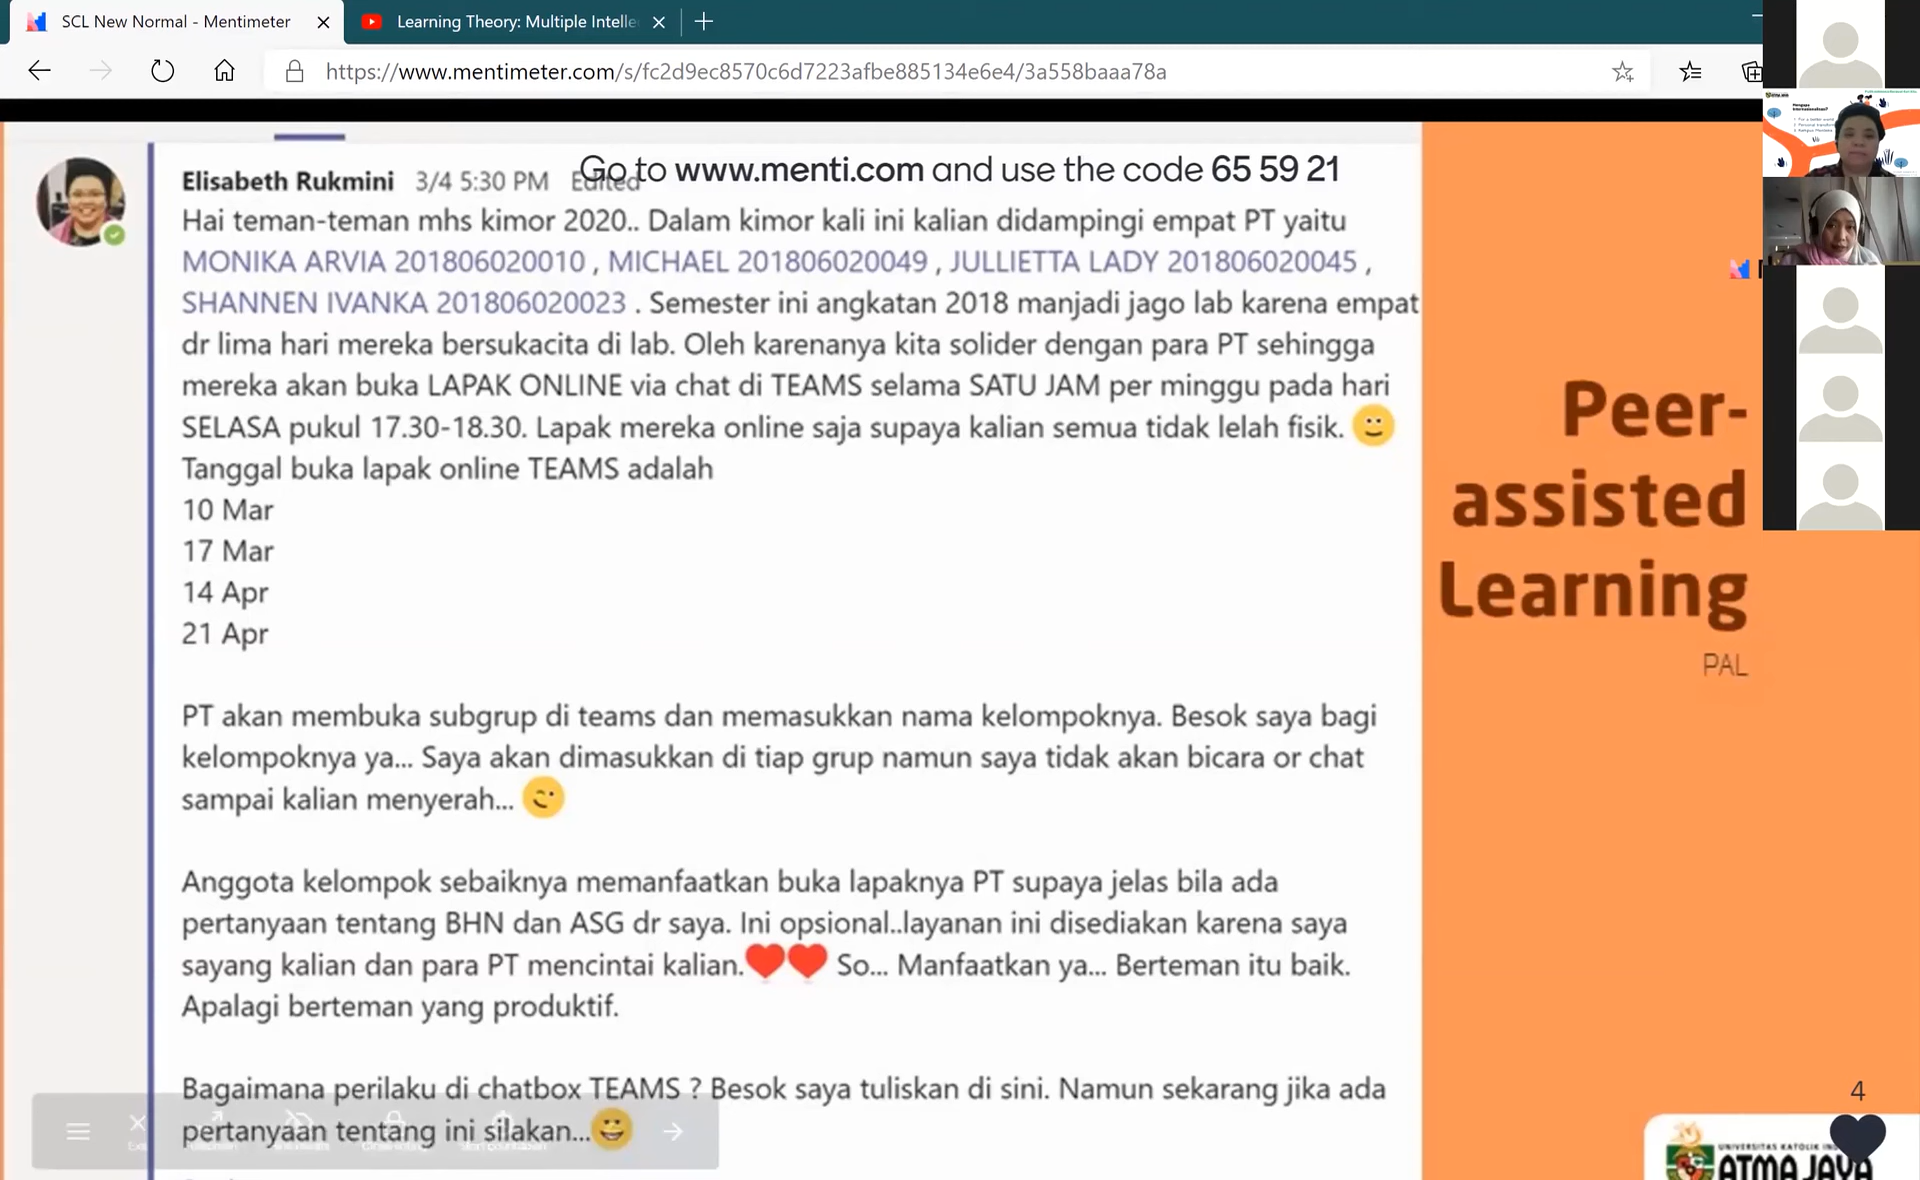 SCL New Normal - Mentimeter
Learning Theory: Multiple Intelle
https://www.mentimeter.com/s/fc2d9ec8570c6d7223afbe885134e6e4/3a558baaa78a
Go to www.menti.com and use the code 65 59 21
Elisabeth Rukmini 3/4 5:30 PM Edited
Hai teman-teman mhs kimor 2020.. Dalam kimor kali ini kalian didampingi empat PT yaitu
MONIKA ARVIA 201806020010 , MICHAEL 201806020049 , JULLIETTA LADY 201806020045 ,
SHANNEN IVANKA 201806020023 . Semester ini angkatan 2018 manjadi jago lab karena empat
dr lima hari mereka bersukacita di lab. Oleh karenanya kita solider dengan para PT sehingga
mereka akan buka LAPAK ONLINE via chat di TEAMS selama SATU JAM per minggu pada hari
SELASA pukul 17.30-18.30. Lapak mereka online saja supaya kalian semua tidak lelah fisik. 🙂
Tanggal buka lapak online TEAMS adalah
10 Mar
17 Mar
14 Apr
21 Apr
PT akan membuka subgrup di teams dan memasukkan nama kelompoknya. Besok saya bagi
kelompoknya ya... Saya akan dimasukkan di tiap grup namun saya tidak akan bicara or chat
sampai kalian menyerah... 😉
Anggota kelompok sebaiknya memanfaatkan buka lapaknya PT supaya jelas bila ada
pertanyaan tentang BHN dan ASG dr saya. Ini opsional..layanan ini disediakan karena saya
sayang kalian dan para PT mencintai kalian.❤️❤️ So... Manfaatkan ya... Berteman itu baik.
Apalagi berteman yang produktif.
Bagaimana perilaku di chatbox TEAMS ? Besok saya tuliskan di sini. Namun sekarang jika ada
pertanyaan tentang ini silakan...😀
Peer-
assisted
Learning
PAL
4
ATMA JAYA